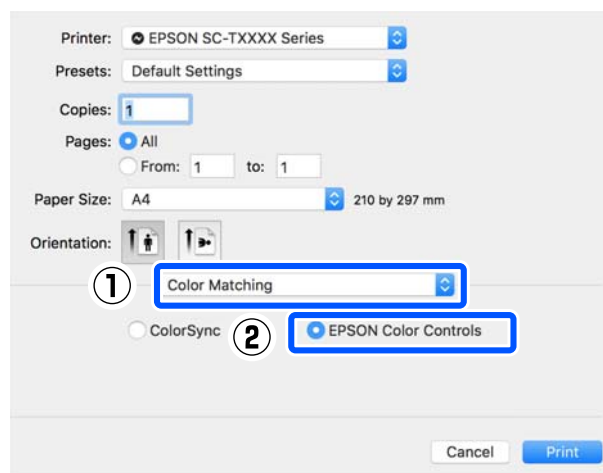 Printer: EPSON SC-TXXXX Series
Presets: Default Settings
Copies: 1
Pages: All
From: 1 to: 1
Paper Size: A4 210 by 297 mm
Orientation:
① Color Matching
ColorSync ② EPSON Color Controls
Cancel Print